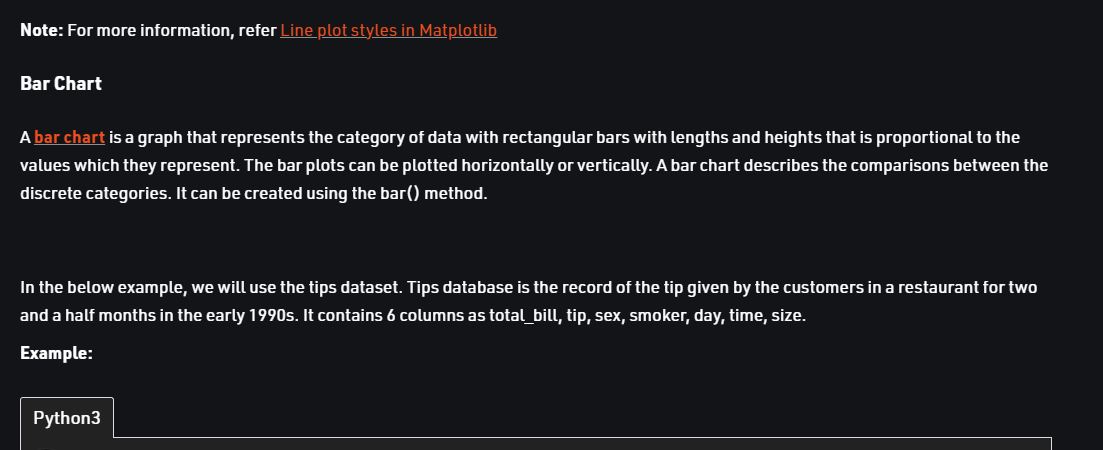 Note: For more information, refer Line plot styles in Matplotlib
Bar Chart
A bar chart is a graph that represents the category of data with rectangular bars with lengths and heights that is proportional to the
values which they represent. The bar plots can be plotted horizontally or vertically. A bar chart describes the comparisons between the
discrete categories. It can be created using the bar() method.
In the below example, we will use the tips dataset. Tips database is the record of the tip given by the customers in a restaurant for two
and a half months in the early 1990s. It contains 6 columns as total_bill, tip, sex, smoker, day, time, size.
Example:
Python3